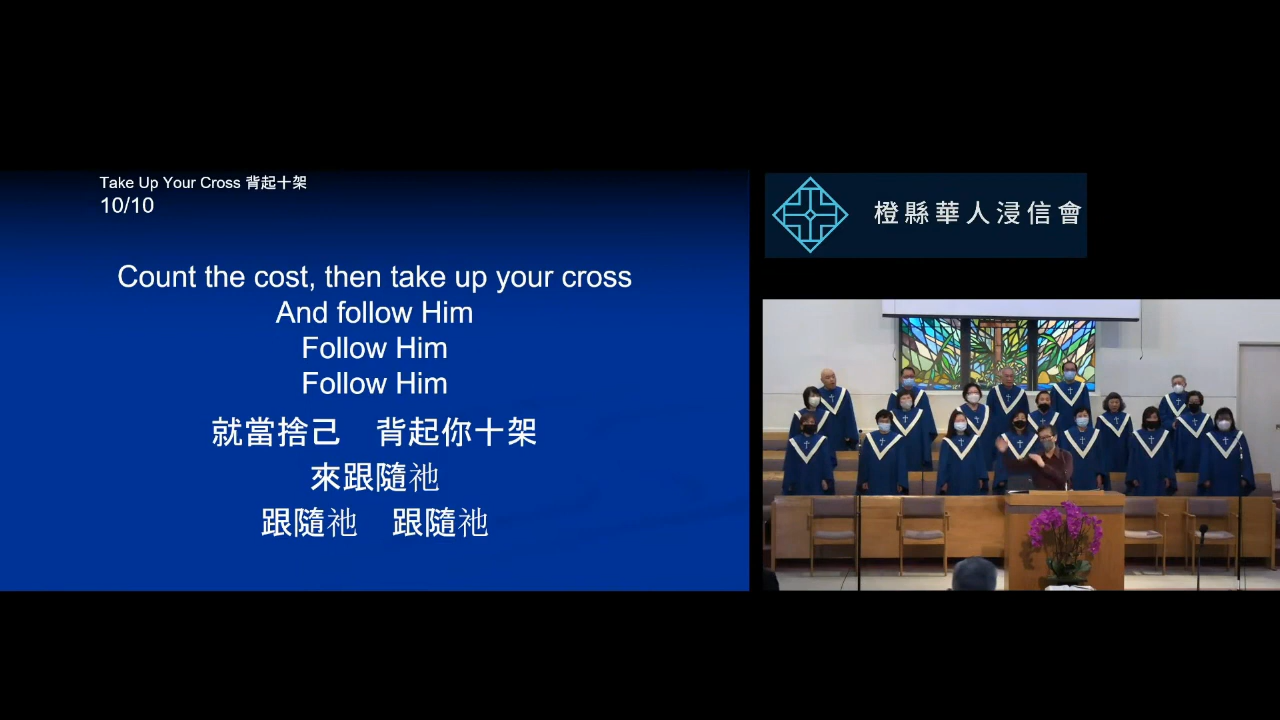 Take Up Your Cross 背起十架
10/10
Count the cost, then take up your cross
And follow Him
Follow Him
Follow Him
就當捨己　背起你十架
來跟隨祂
跟隨祂　跟隨祂
橙縣華人浸信會